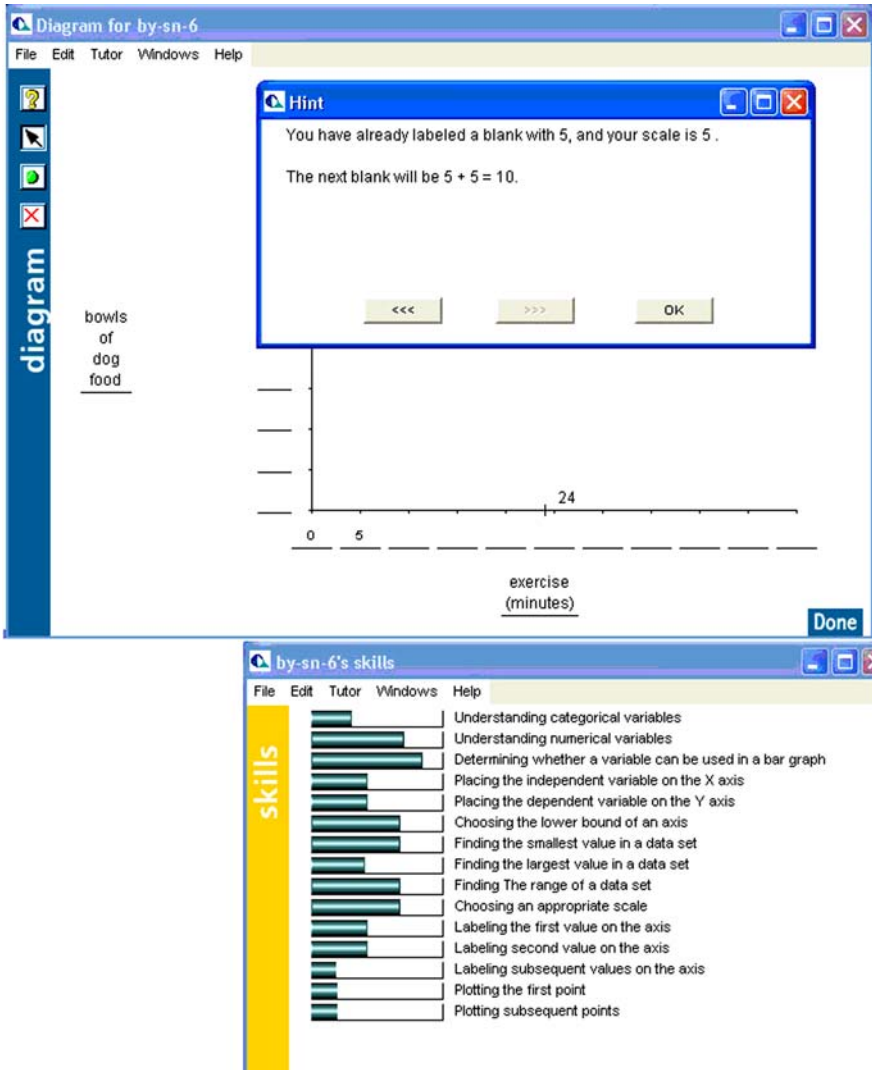 Diagram for by-sn-6
File Edit Tutor Windows Help
diagram
Hint
You have already labeled a blank with 5, and your scale is 5 .
The next blank will be 5 + 5 = 10.
<<< >>> OK
bowls
of
dog
food
24
0 5
exercise
(minutes)
Done
by-sn-6's skills
File Edit Tutor Windows Help
skills
Understanding categorical variables
Understanding numerical variables
Determining whether a variable can be used in a bar graph
Placing the independent variable on the X axis
Placing the dependent variable on the Y axis
Choosing the lower bound of an axis
Finding the smallest value in a data set
Finding the largest value in a data set
Finding The range of a data set
Choosing an appropriate scale
Labeling the first value on the axis
Labeling second value on the axis
Labeling subsequent values on the axis
Plotting the first point
Plotting subsequent points